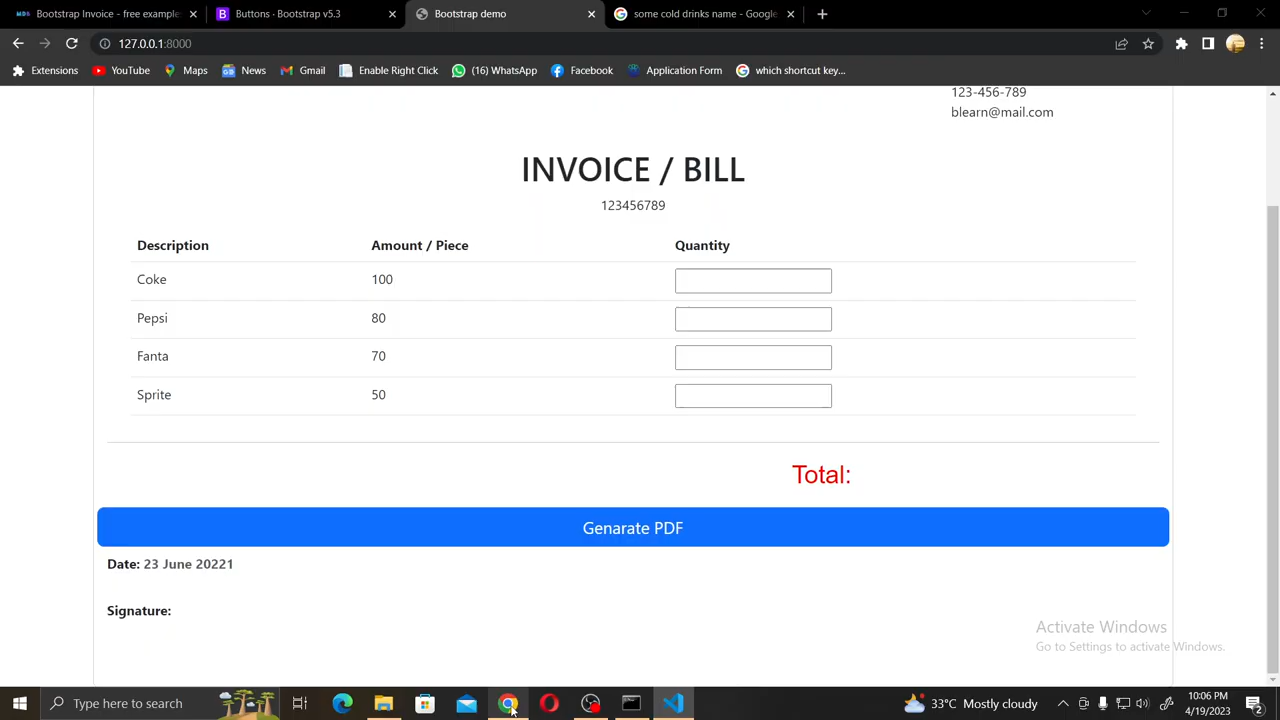 Bootstrap Invoice - free example
Buttons · Bootstrap v5.3
Bootstrap demo
some cold drinks name - Google
127.0.0.1:8000
Extensions
YouTube
Maps
News
Gmail
Enable Right Click
(16) WhatsApp
Facebook
Application Form
which shortcut key...
123-456-789
blearn@mail.com
INVOICE / BILL
123456789
Description Amount / Piece Quantity
Coke 100
Pepsi 80
Fanta 70
Sprite 50
Total:
Genarate PDF
Date: 23 June 20221
Signature:
Activate Windows
Go to Settings to activate Windows.
Type here to search
33°C Mostly cloudy
10:06 PM
4/19/2023
2